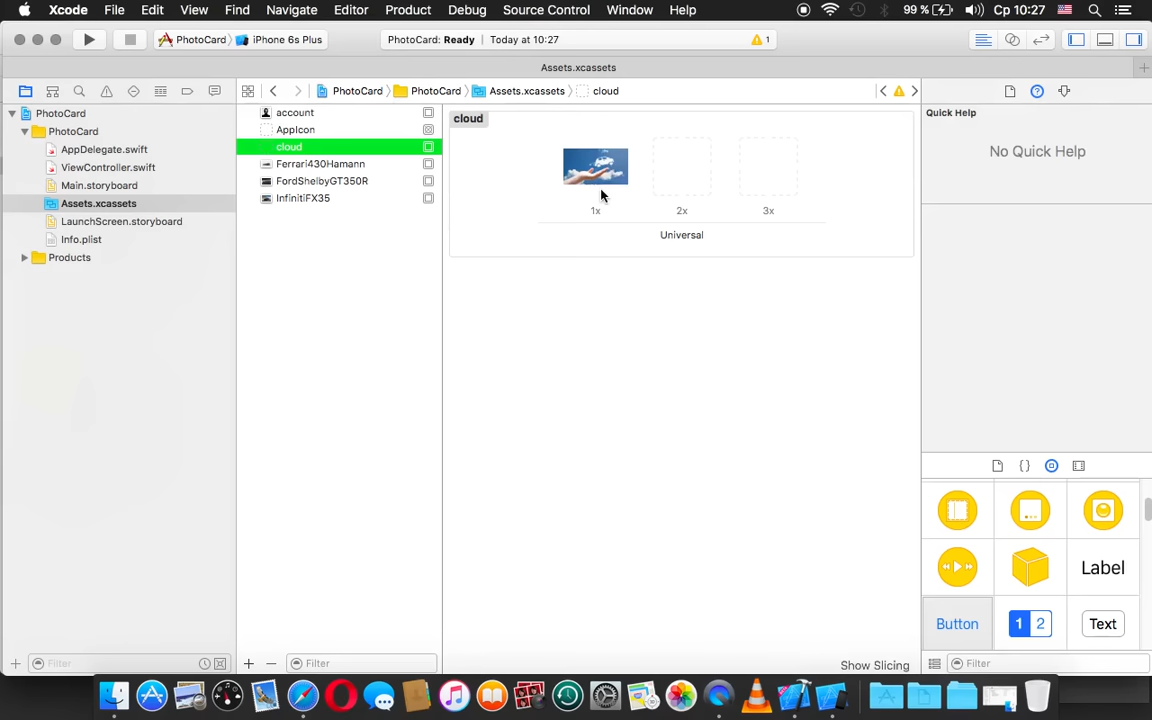 Xcode File Edit View Find Navigate Editor Product Debug Source Control Window Help 99 % Ср 10:27
PhotoCard iPhone 6s Plus PhotoCard: Ready Today at 10:27 1
Assets.xcassets
PhotoCard PhotoCard Assets.xcassets cloud
PhotoCard
PhotoCard
AppDelegate.swift
ViewController.swift
Main.storyboard
Assets.xcassets
LaunchScreen.storyboard
Info.plist
Products
Filter
account
AppIcon
cloud
Ferrari430Hamann
FordShelbyGT350R
InfinitiFX35
Filter
cloud
1x 2x 3x
Universal
Show Slicing
Quick Help
No Quick Help
Label
Button 1 2 Text
Filter